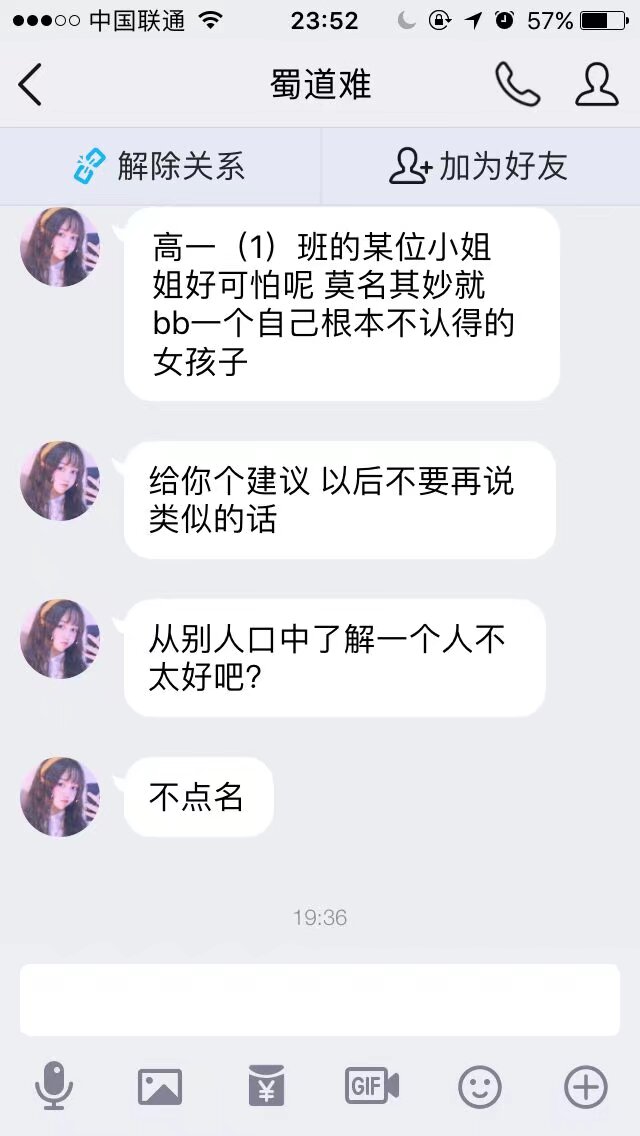 中国联通 23:52 57%
蜀道难
解除关系 加为好友
高一（1）班的某位小姐
姐好可怕呢 莫名其妙就
bb一个自己根本不认得的
女孩子
给你个建议 以后不要再说
类似的话
从别人口中了解一个人不
太好吧?
不点名
19:36
¥ GIF